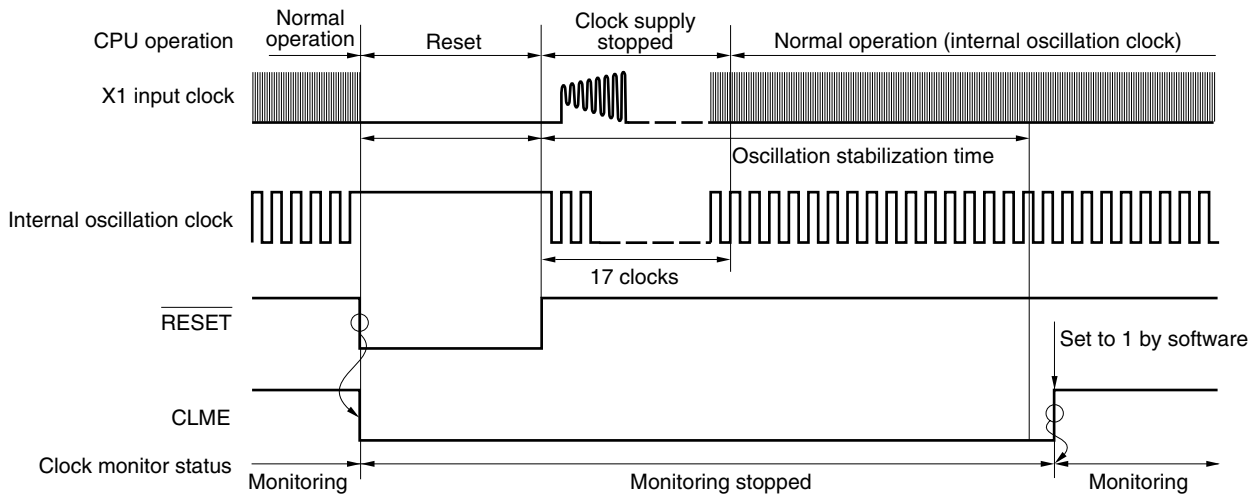 CPU operation
Normal
operation
Reset
Clock supply
stopped
Normal operation (internal oscillation clock)
X1 input clock
Oscillation stabilization time
Internal oscillation clock
17 clocks
RESET
Set to 1 by software
CLME
Clock monitor status
Monitoring
Monitoring stopped
Monitoring